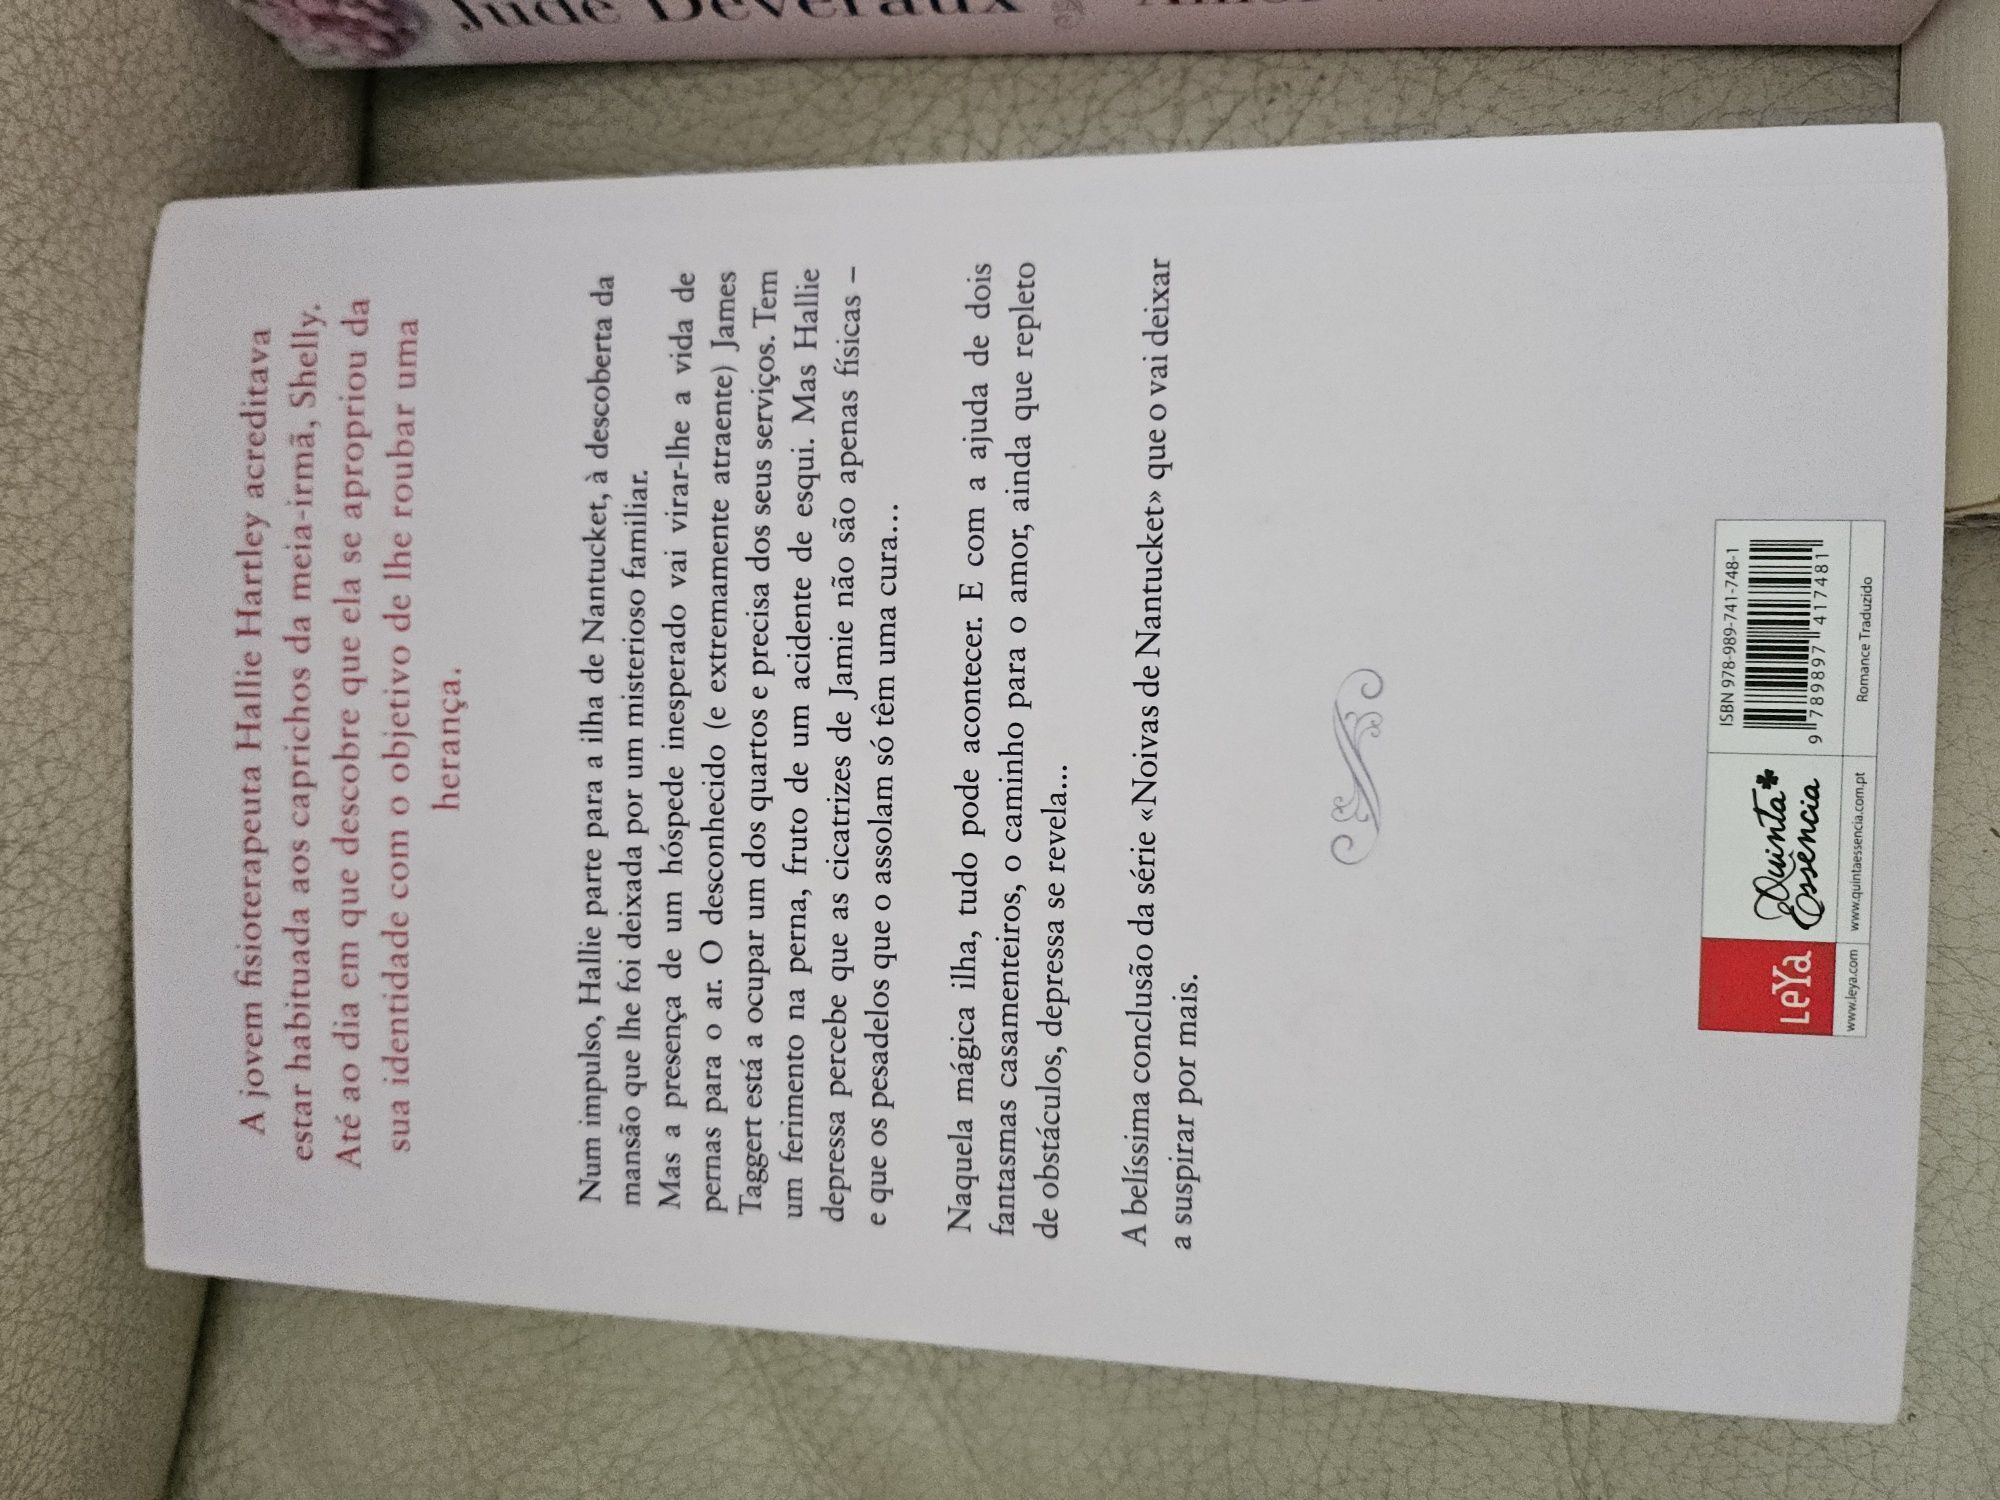 Jude Deveraux
A jovem fisioterapeuta Hallie Hartley acreditava
estar habituada aos caprichos da meia-irmã, Shelly.
Até ao dia em que descobre que ela se apropriou da
sua identidade com o objetivo de lhe roubar uma
herança.
Num impulso, Hallie parte para a ilha de Nantucket, à descoberta da
mansão que lhe foi deixada por um misterioso familiar.
Mas a presença de um hóspede inesperado vai virar-lhe a vida de
pernas para o ar. O desconhecido (e extremamente atraente) James
Taggert está a ocupar um dos quartos e precisa dos seus serviços. Tem
um ferimento na perna, fruto de um acidente de esqui. Mas Hallie
depressa percebe que as cicatrizes de Jamie não são apenas físicas –
e que os pesadelos que o assolam só têm uma cura...
Naquela mágica ilha, tudo pode acontecer. E com a ajuda de dois
fantasmas casamenteiros, o caminho para o amor, ainda que repleto
de obstáculos, depressa se revela...
A belíssima conclusão da série «Noivas de Nantucket» que o vai deixar
a suspirar por mais.
LeYa
Quinta*
Essencia
ISBN 978-989-741-748-1
9 789897 417481
www.leya.com
www.quintaessencia.com.pt
Romance Traduzido